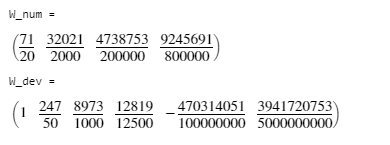 W_num =
(71/20 32021/2000 4738753/200000 9245691/800000)
W_dev =
(1 247/50 8973/1000 12819/12500 -470314051/100000000 3941720753/5000000000)